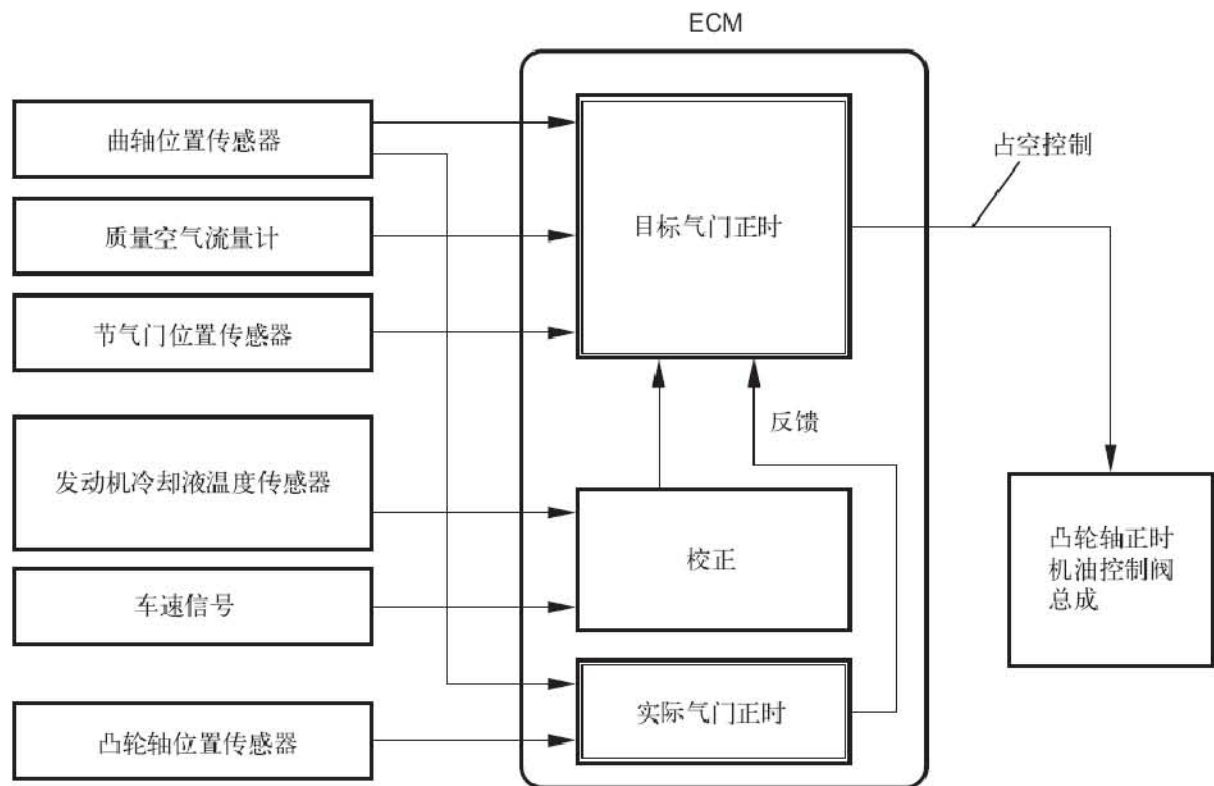 ECM
曲轴位置传感器
质量空气流量计
节气门位置传感器
发动机冷却液温度传感器
车速信号
凸轮轴位置传感器
目标气门正时
反馈
校正
实际气门正时
占空控制
凸轮轴正时
机油控制阀
总成